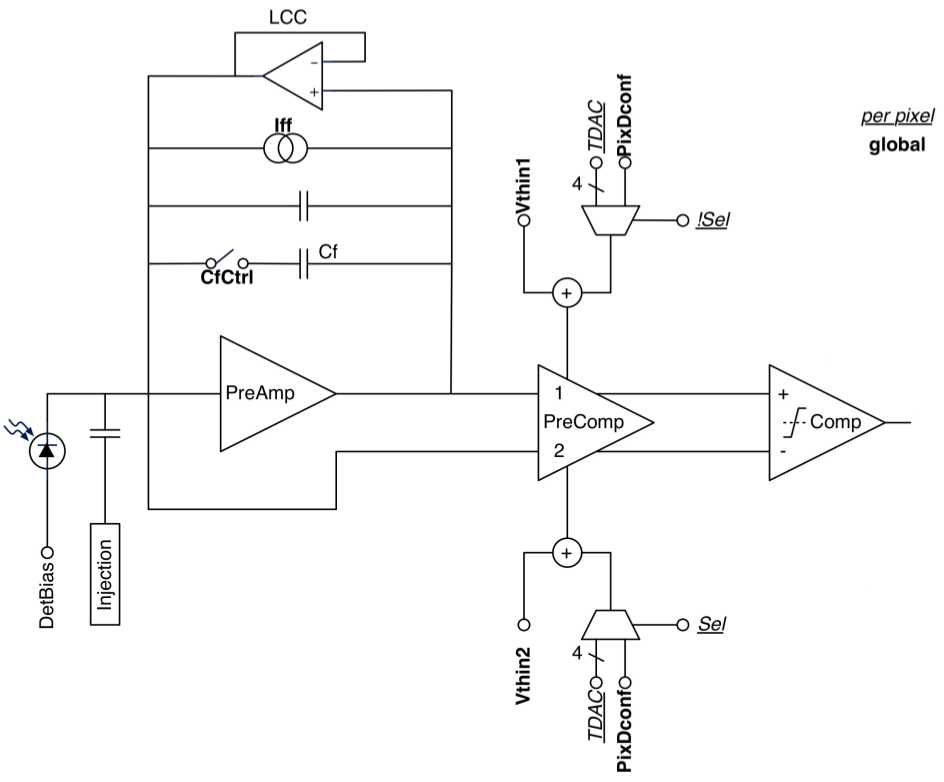 LCC
-
+
Iff
Cf
CfCtrl
TDAC
PixDconf
4
Vthin1
!Sel
per pixel
global
+
PreAmp
1
PreComp
2
+
Comp
-
DetBias
Injection
+
Sel
4
Vthin2
TDAC
PixDconf